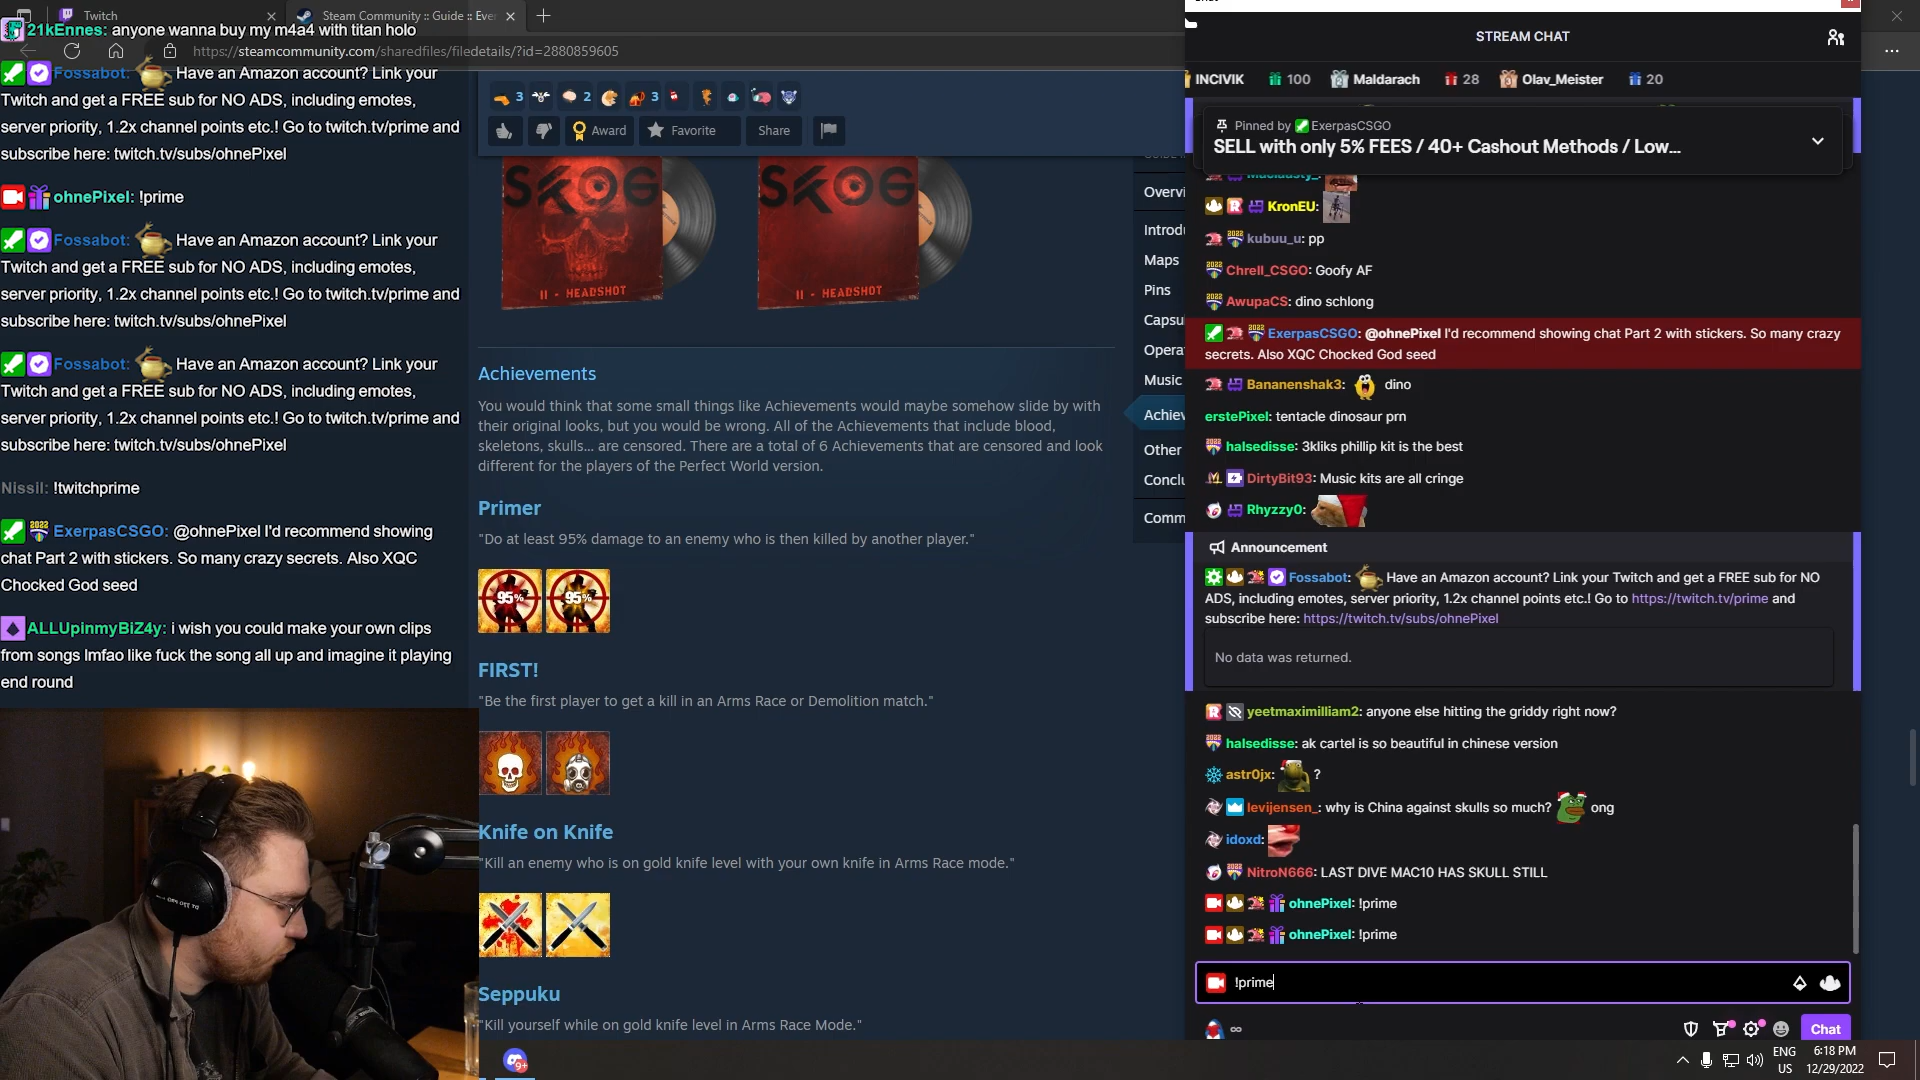 Twitch
Steam Community :: Guide :: Ever
https://steamcommunity.com/sharedfiles/filedetails/?id=2880859605
21kEnnes: anyone wanna buy my m4a4 with titan holo
Fossabot: Have an Amazon account? Link your
Twitch and get a FREE sub for NO ADS, including emotes,
server priority, 1.2x channel points etc.! Go to twitch.tv/prime and
subscribe here: twitch.tv/subs/ohnePixel
ohnePixel: !prime
Fossabot: Have an Amazon account? Link your
Twitch and get a FREE sub for NO ADS, including emotes,
server priority, 1.2x channel points etc.! Go to twitch.tv/prime and
subscribe here: twitch.tv/subs/ohnePixel
Fossabot: Have an Amazon account? Link your
Twitch and get a FREE sub for NO ADS, including emotes,
server priority, 1.2x channel points etc.! Go to twitch.tv/prime and
subscribe here: twitch.tv/subs/ohnePixel
Nissil: !twitchprime
ExerpasCSGO: @ohnePixel I'd recommend showing
chat Part 2 with stickers. So many crazy secrets. Also XQC
Chocked God seed
ALLUpinmyBiZ4y: i wish you could make your own clips
from songs lmfao like fuck the song all up and imagine it playing
end round
3
2
3
Award
Favorite
Share
SKOG
II - HEADSHOT
SKOG
II - HEADSHOT
Achievements
You would think that some small things like Achievements would maybe somehow slide by with
their original looks, but you would be wrong. All of the Achievements that include blood,
skeletons, skulls... are censored. There are a total of 6 Achievements that are censored and look
different for the players of the Perfect World version.
Primer
"Do at least 95% damage to an enemy who is then killed by another player."
95%
95%
FIRST!
"Be the first player to get a kill in an Arms Race or Demolition match."
Knife on Knife
"Kill an enemy who is on gold knife level with your own knife in Arms Race mode."
Seppuku
"Kill yourself while on gold knife level in Arms Race Mode."
Overvi
Introdu
Maps
Pins
Capsu
Opera
Music
Achiev
Other
Conclu
Comm
STREAM CHAT
INCIVIK 100 Maldarach 28 Olav_Meister 20
Pinned by ExerpasCSGO
SELL with only 5% FEES / 40+ Cashout Methods / Low...
KronEU:
kubuu_u: pp
Chrell_CSGO: Goofy AF
AwupaCS: dino schlong
ExerpasCSGO: @ohnePixel I'd recommend showing chat Part 2 with stickers. So many crazy
secrets. Also XQC Chocked God seed
Bananenshak3: dino
erstePixel: tentacle dinosaur prn
halsedisse: 3kliks phillip kit is the best
DirtyBit93: Music kits are all cringe
Rhyzzy0:
Announcement
Fossabot: Have an Amazon account? Link your Twitch and get a FREE sub for NO
ADS, including emotes, server priority, 1.2x channel points etc.! Go to https://twitch.tv/prime and
subscribe here: https://twitch.tv/subs/ohnePixel
No data was returned.
yeetmaximilliam2: anyone else hitting the griddy right now?
halsedisse: ak cartel is so beautiful in chinese version
astr0jx: ?
levijensen_: why is China against skulls so much? ong
idoxd:
NitroN666: LAST DIVE MAC10 HAS SKULL STILL
ohnePixel: !prime
ohnePixel: !prime
!prime
∞
Chat
9+
ENG
US
6:18 PM
12/29/2022